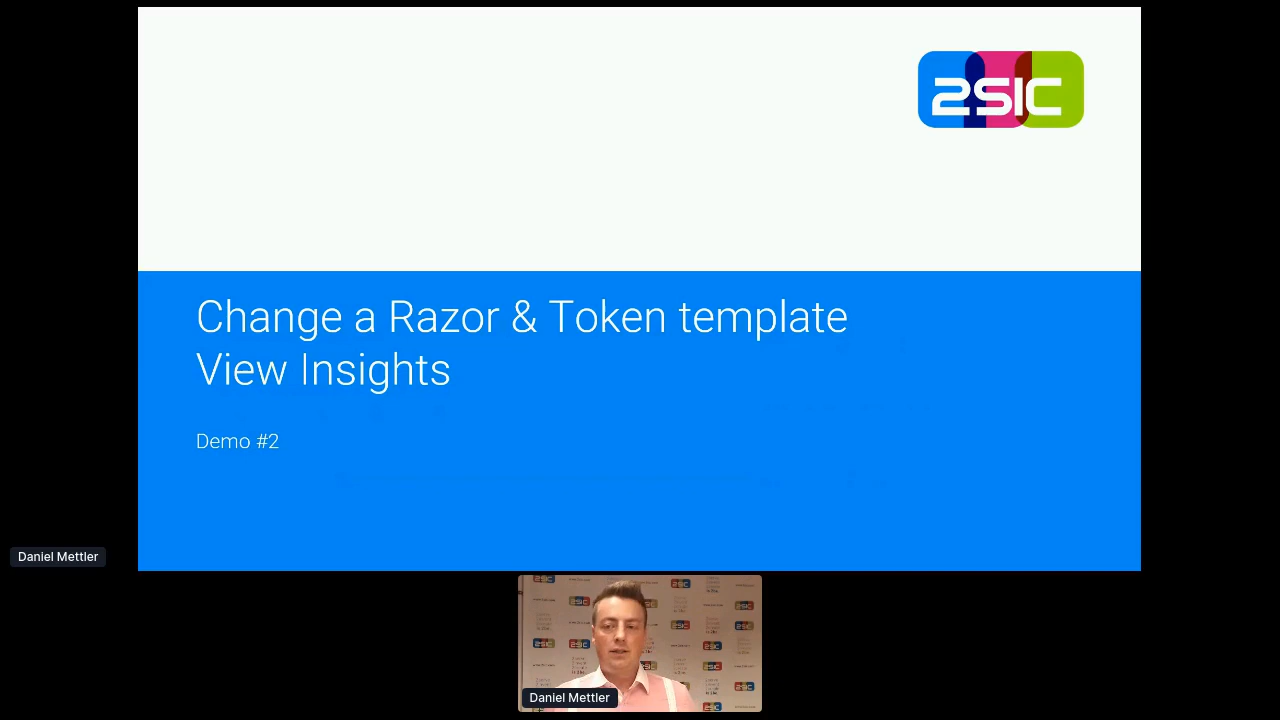 2SIC
Change a Razor & Token template
View Insights
Demo #2
Daniel Mettler
Daniel Mettler